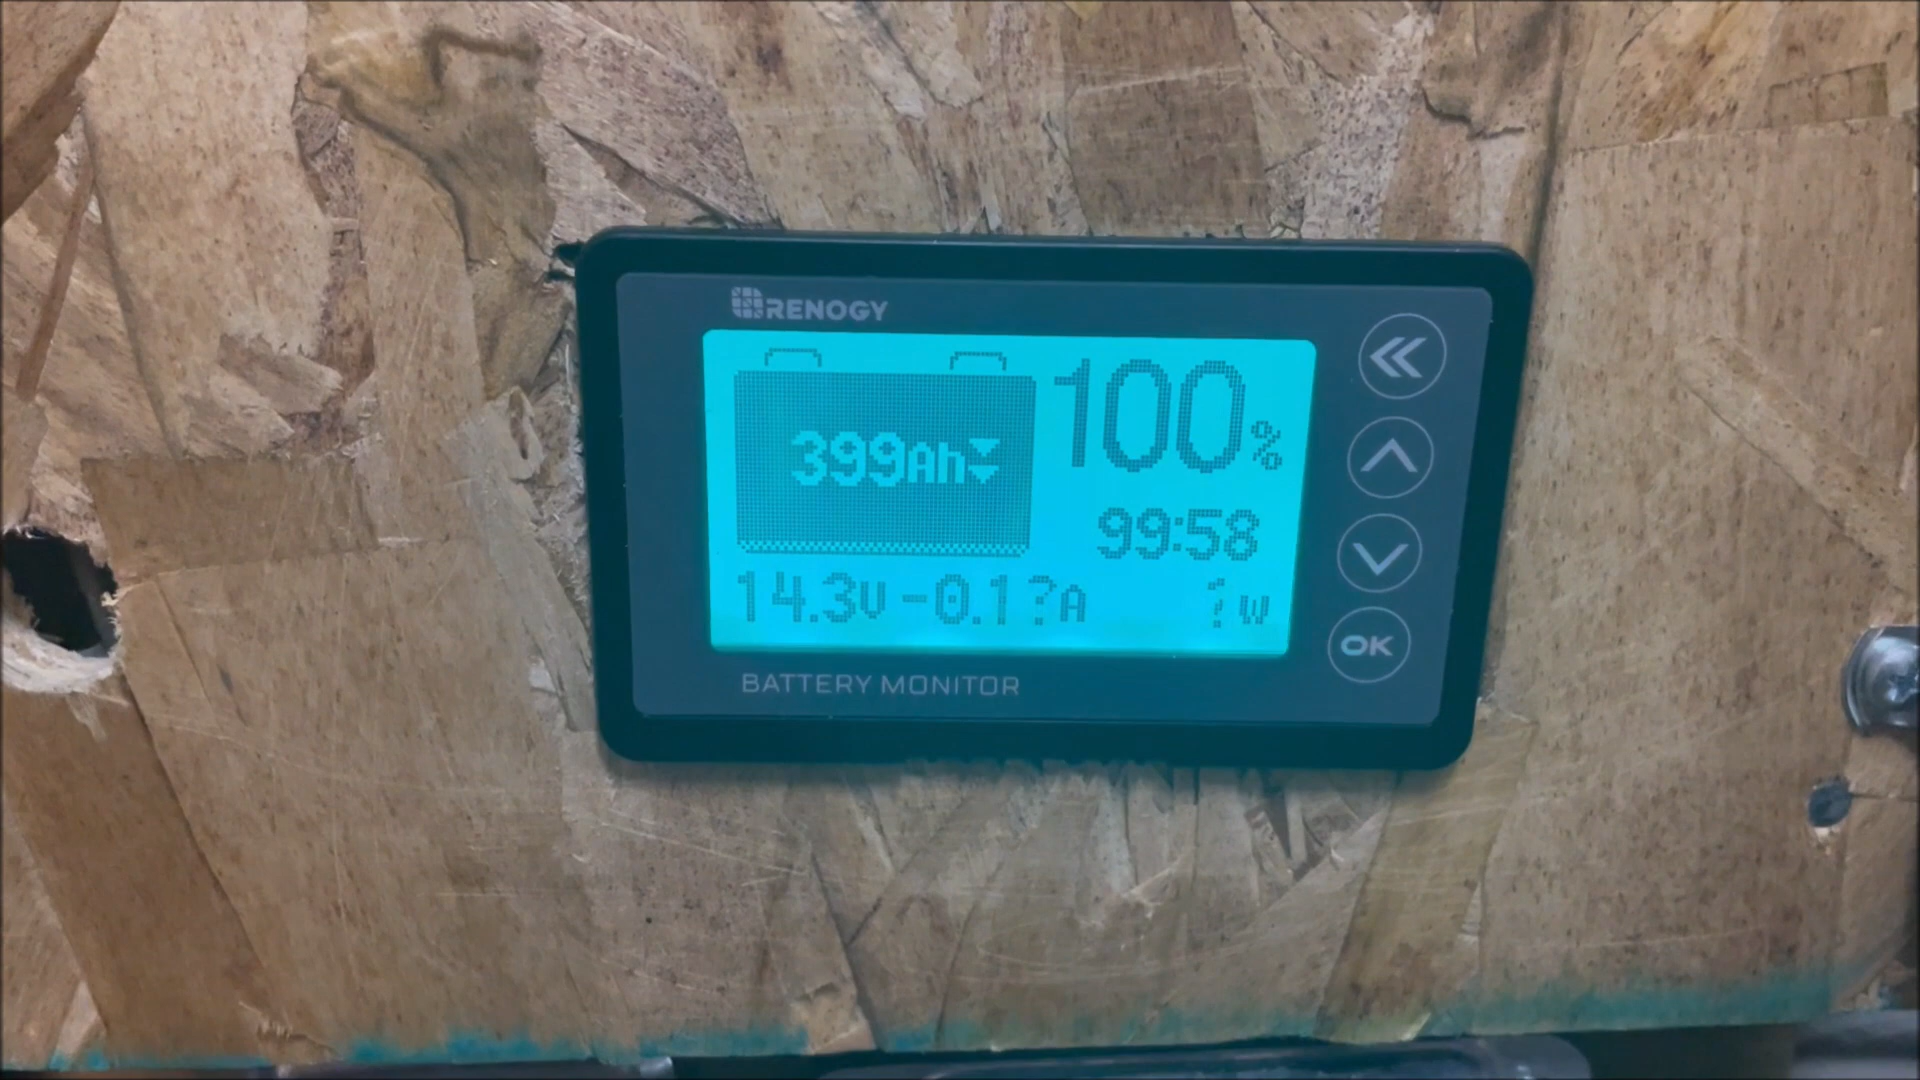 RENOGY
399Ah
100%
99:58
14.3V -0.1?A ?W
OK
BATTERY MONITOR